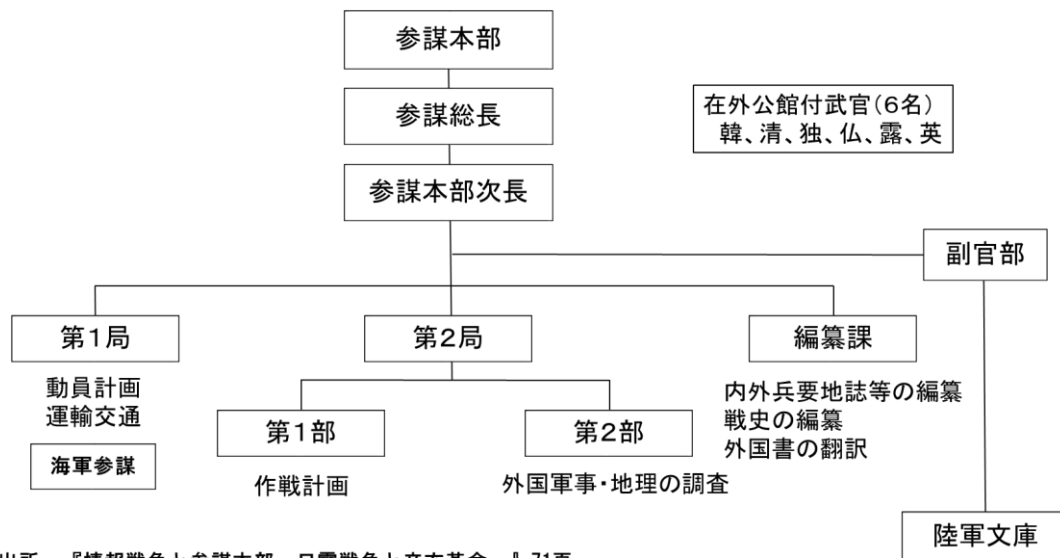 参謀本部
参謀総長
在外公館付武官(6名)
韓、清、独、仏、露、英
参謀本部次長
副官部
第1局
第2局
編纂課
動員計画
運輸交通
内外兵要地誌等の編纂
戦史の編纂
外国書の翻訳
海軍参謀
第1部
第2部
作戦計画
外国軍事・地理の調査
陸軍文庫